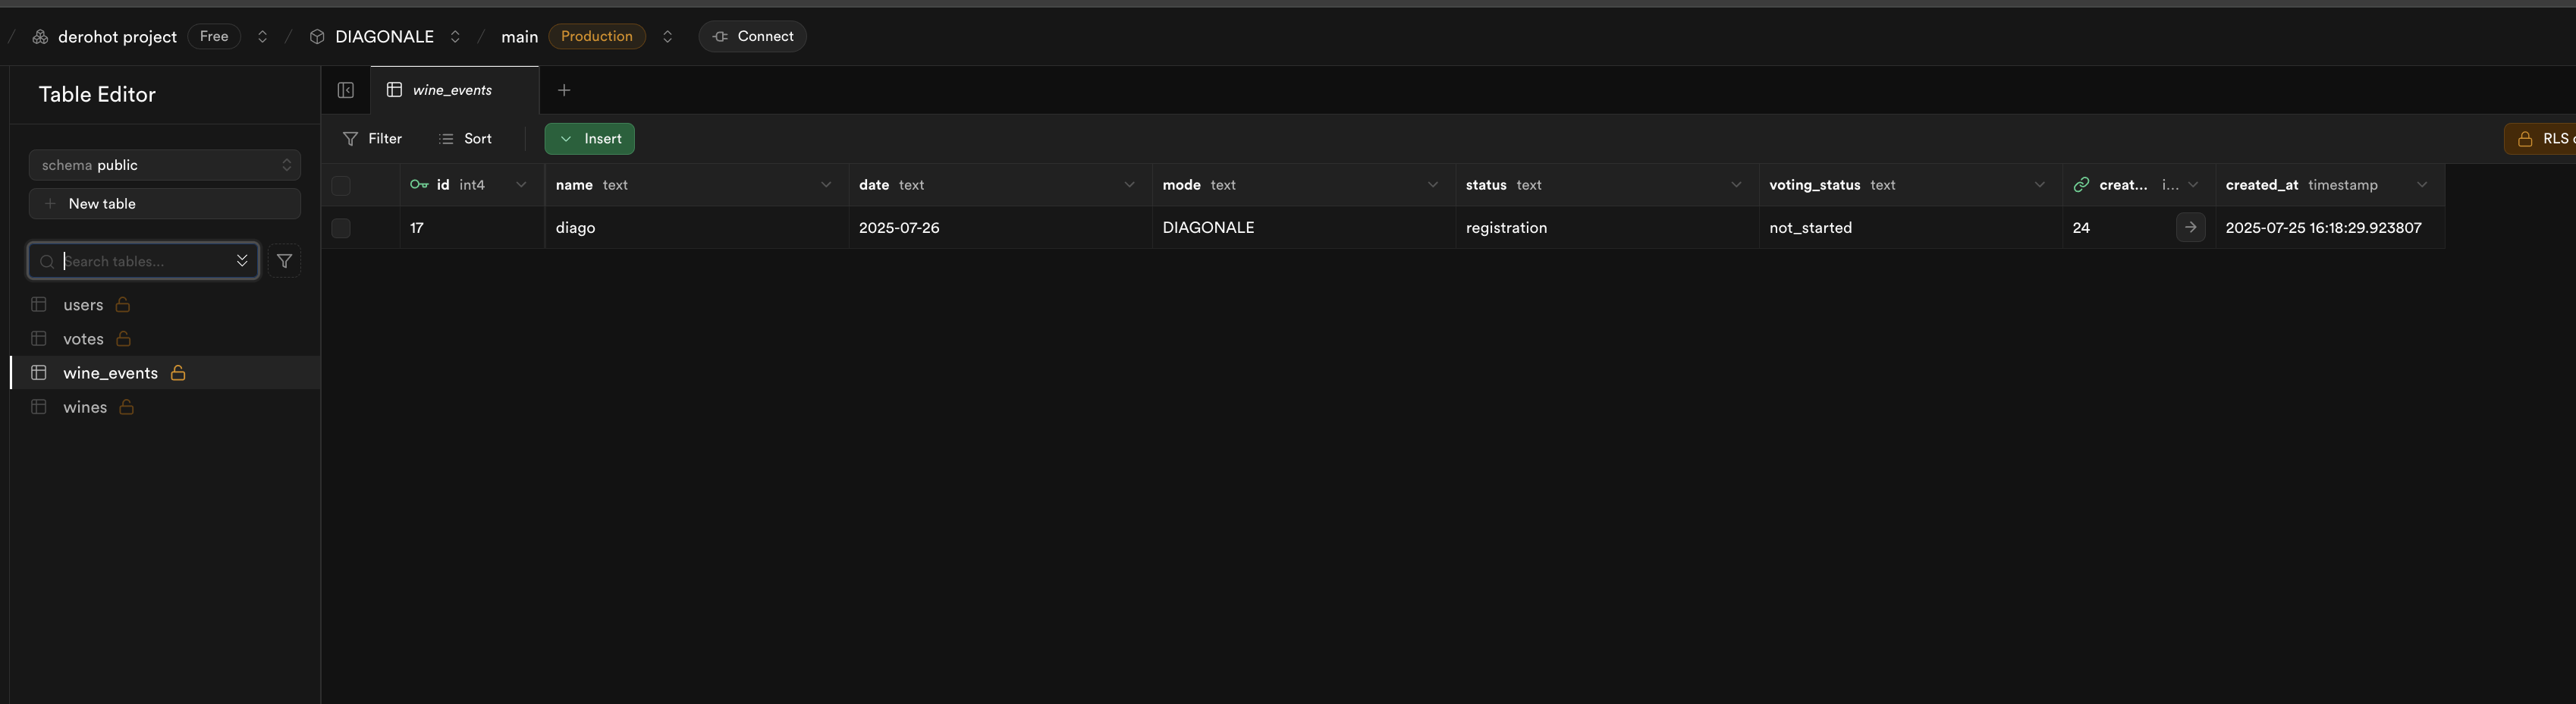 / derohot project Free / DIAGONALE / main Production Connect
Table Editor
wine_events
Filter Sort Insert RLS
schema public
New table
Search tables...
users
votes
wine_events
wines
id int4 name text date text mode text status text voting_status text creat... i... created_at timestamp
17 diago 2025-07-26 DIAGONALE registration not_started 24 2025-07-25 16:18:29.923807